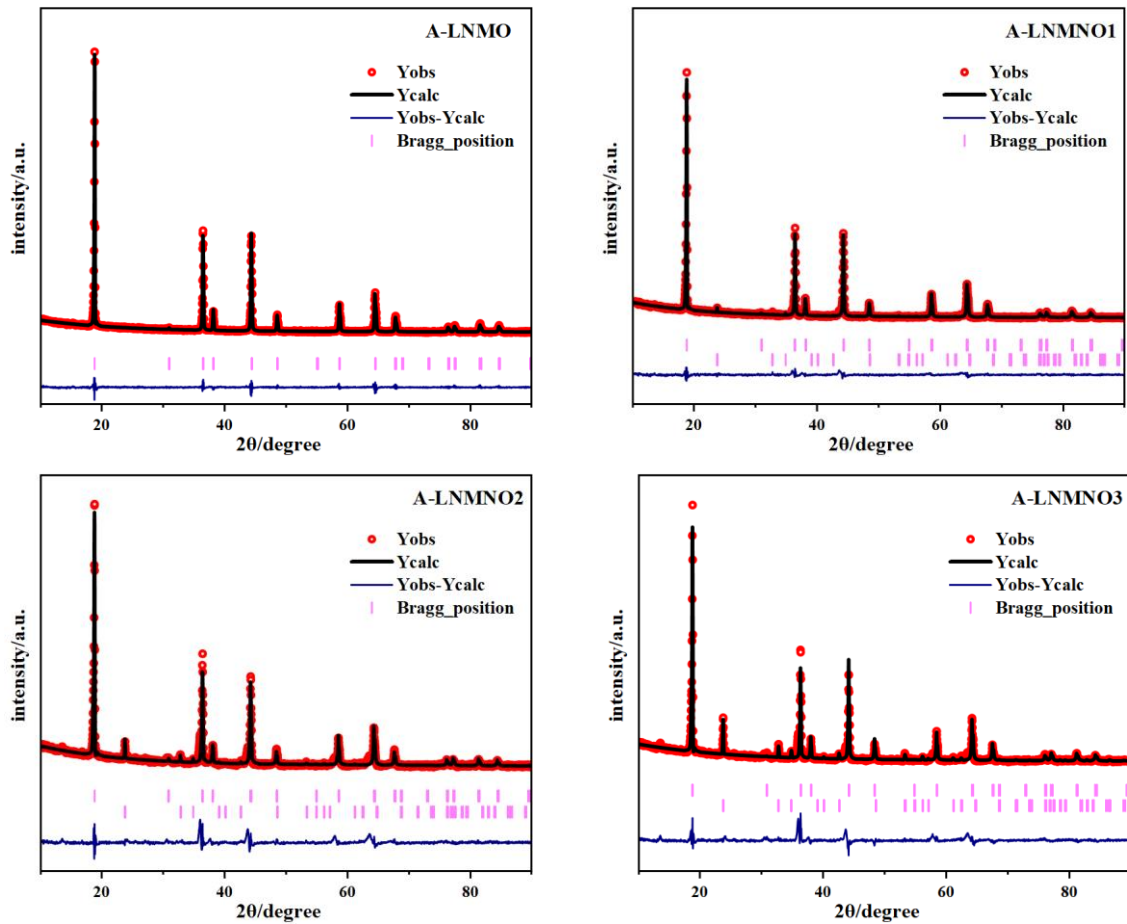 A-LNMO
Yobs
Ycalc
Yobs-Ycalc
Bragg_position
intensity/a.u.
20 40 60 80
2θ/degree
A-LNMNO1
Yobs
Ycalc
Yobs-Ycalc
Bragg_position
intensity/a.u.
20 40 60 80
2θ/degree
A-LNMNO2
Yobs
Ycalc
Yobs-Ycalc
Bragg_position
intensity/a.u.
20 40 60 80
2θ/degree
A-LNMNO3
Yobs
Ycalc
Yobs-Ycalc
Bragg_position
intensity/a.u.
20 40 60 80
2θ/degree